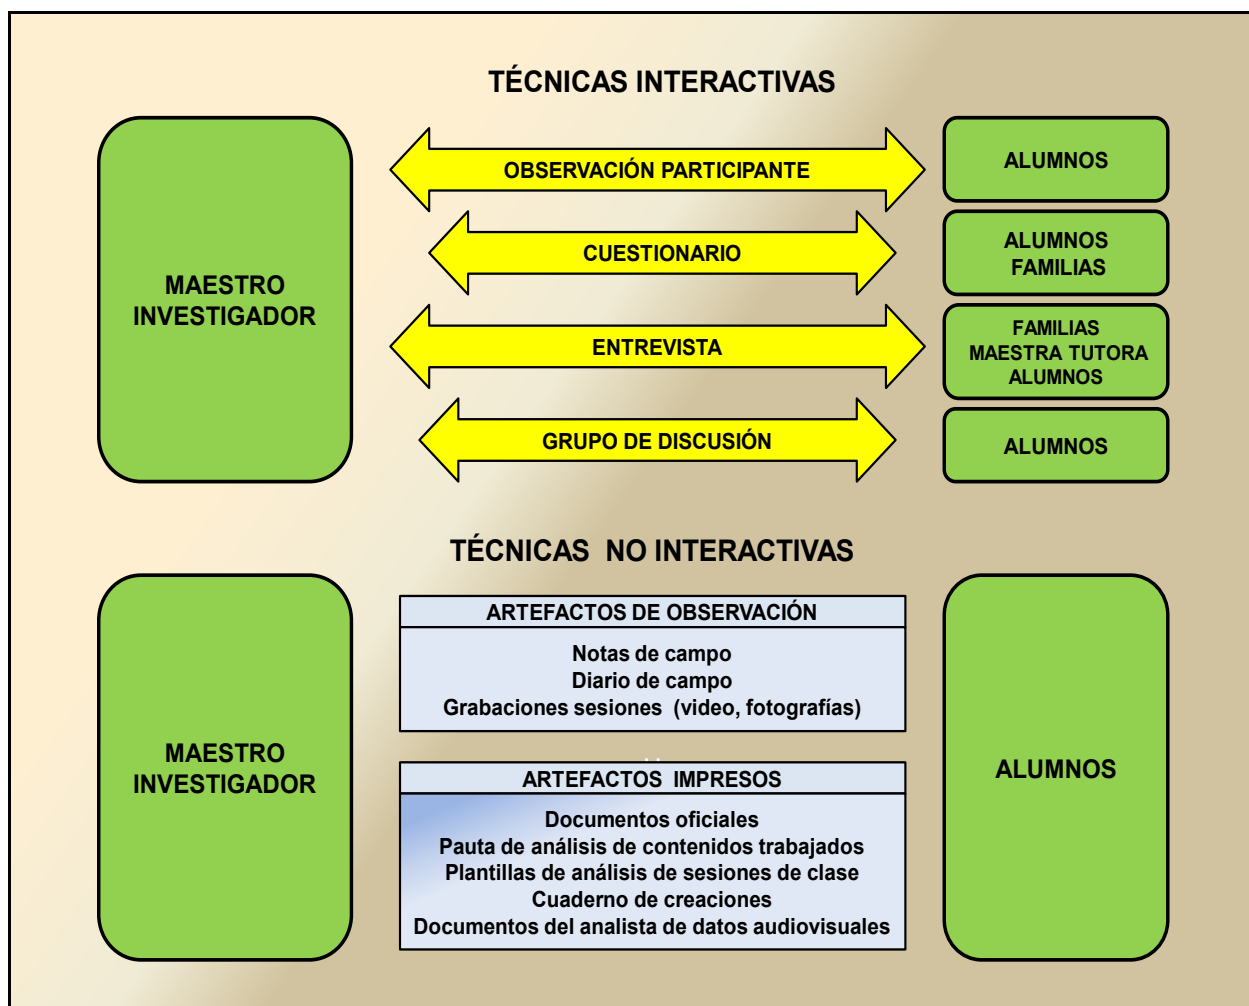 TÉCNICAS INTERACTIVAS
MAESTRO
INVESTIGADOR
OBSERVACIÓN PARTICIPANTE
ALUMNOS
CUESTIONARIO
ALUMNOS
FAMILIAS
ENTREVISTA
FAMILIAS
MAESTRA TUTORA
ALUMNOS
GRUPO DE DISCUSIÓN
ALUMNOS
TÉCNICAS NO INTERACTIVAS
MAESTRO
INVESTIGADOR
ARTEFACTOS DE OBSERVACIÓN
Notas de campo
Diario de campo
Grabaciones sesiones (video, fotografías)
ARTEFACTOS IMPRESOS
Documentos oficiales
Pauta de análisis de contenidos trabajados
Plantillas de análisis de sesiones de clase
Cuaderno de creaciones
Documentos del analista de datos audiovisuales
ALUMNOS